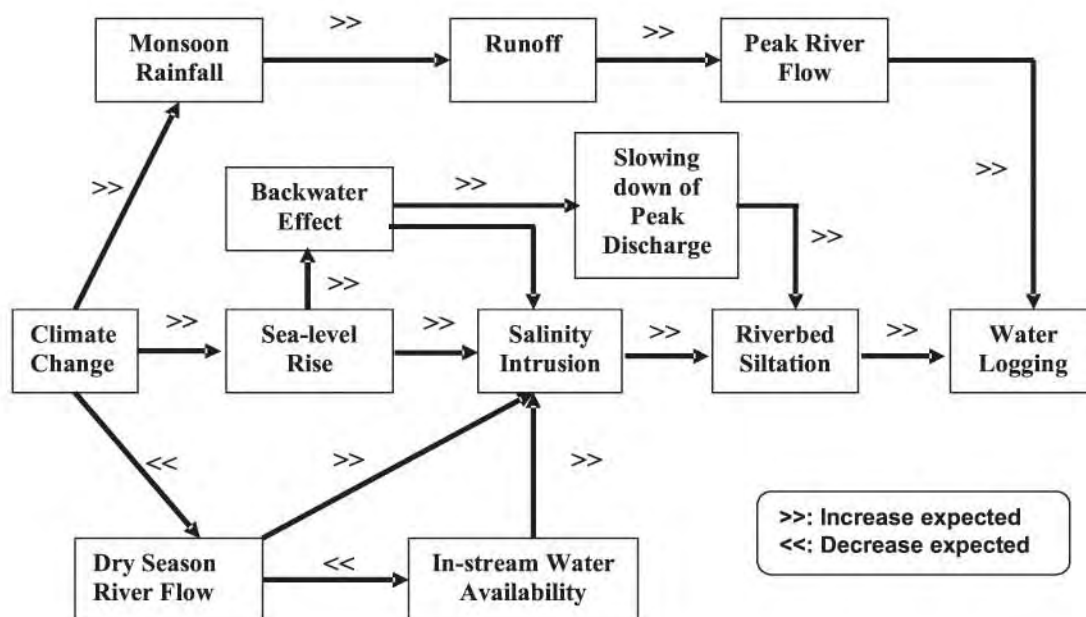 >>
>>
Monsoon
Rainfall
Runoff
Peak River
Flow
Slowing
down of
Peak
Discharge
>>
Backwater
Effect
>>
>>
>>
>>
Climate
Change
>>
Sea-level
Rise
>>
Salinity
Intrusion
>>
Riverbed
Siltation
>>
Water
Logging
<<
>>
>>
>>: Increase expected
<<: Decrease expected
Dry Season
River Flow
<<
In-stream Water
Availability